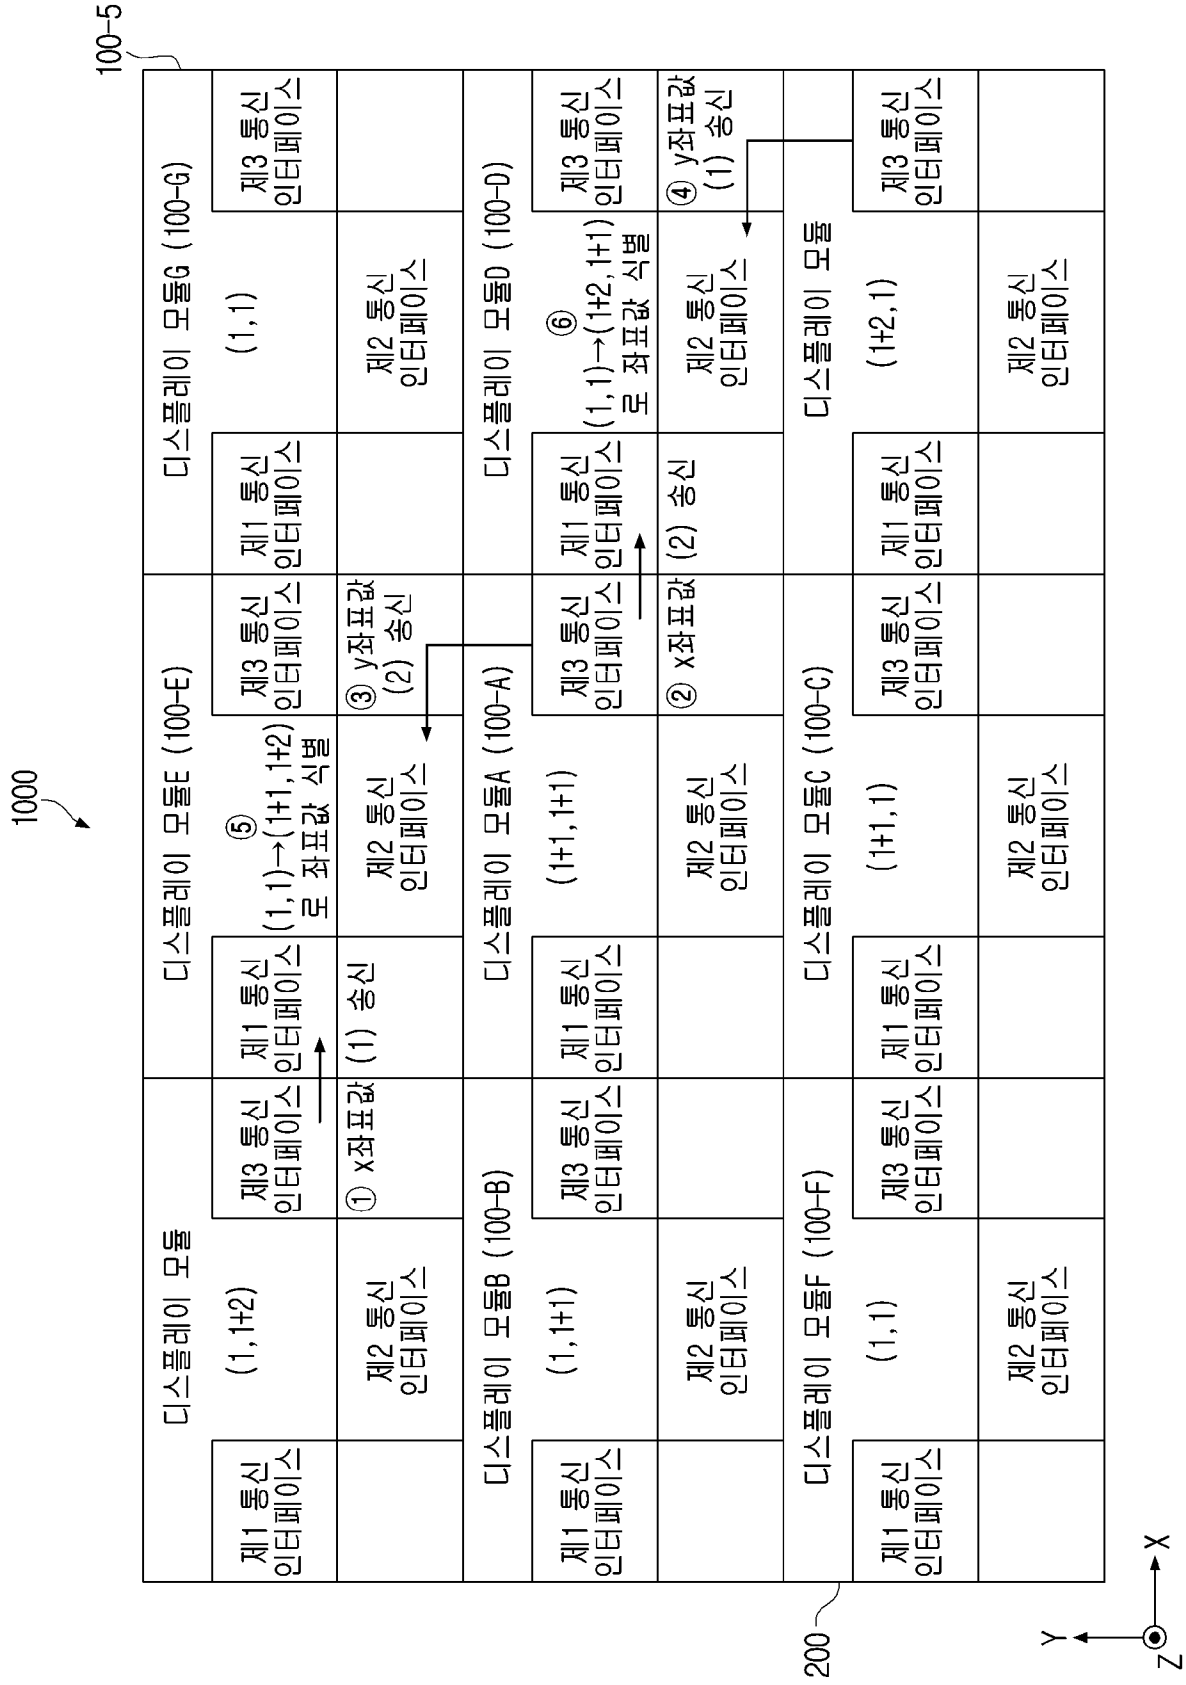 1000
100-5
디스플레이 모듈
(1,1+2)
제1 통신
인터페이스
제2 통신
인터페이스
제3 통신
인터페이스
① x좌표값 (1) 송신
디스플레이 모듈E (100-E)
⑤
(1,1)→(1+1,1+2)
로 좌표값 식별
제1 통신
인터페이스
제2 통신
인터페이스
제3 통신
인터페이스
③ y좌표값
(2) 송신
디스플레이 모듈G (100-G)
(1,1)
제1 통신
인터페이스
제2 통신
인터페이스
제3 통신
인터페이스
디스플레이 모듈B (100-B)
(1,1+1)
제1 통신
인터페이스
제2 통신
인터페이스
제3 통신
인터페이스
디스플레이 모듈A (100-A)
(1+1,1+1)
제1 통신
인터페이스
제2 통신
인터페이스
제3 통신
인터페이스
② x좌표값 (2) 송신
디스플레이 모듈D (100-D)
⑥
(1,1)→(1+2,1+1)
로 좌표값 식별
제1 통신
인터페이스
제2 통신
인터페이스
제3 통신
인터페이스
④ y좌표값
(1) 송신
디스플레이 모듈F (100-F)
(1,1)
제1 통신
인터페이스
제2 통신
인터페이스
제3 통신
인터페이스
디스플레이 모듈C (100-C)
(1+1,1)
제1 통신
인터페이스
제2 통신
인터페이스
제3 통신
인터페이스
디스플레이 모듈
(1+2,1)
제1 통신
인터페이스
제2 통신
인터페이스
제3 통신
인터페이스
200
Y
X
Z